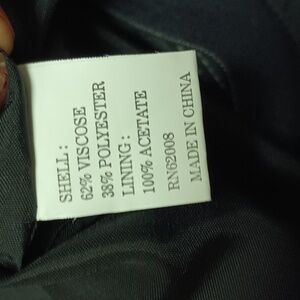 SHELL:
62% VISCOSE
38% POLYESTER
LINING:
100% ACETATE
RN62008
MADE IN CHINA